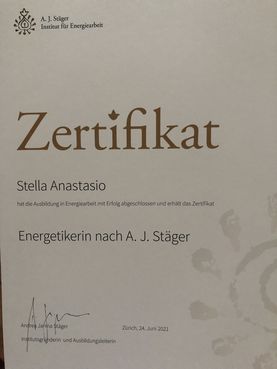 A. J. Stäger
Institut für Energiearbeit
Zertifikat
Stella Anastasio
hat die Ausbildung in Energiearbeit mit Erfolg abgeschlossen und erhält das Zertifikat
Energetikerin nach A. J. Stäger
Andrea Janina Stäger
Zürich, 24. Juni 2021
Institutsgründerin und Ausbildungsleiterin